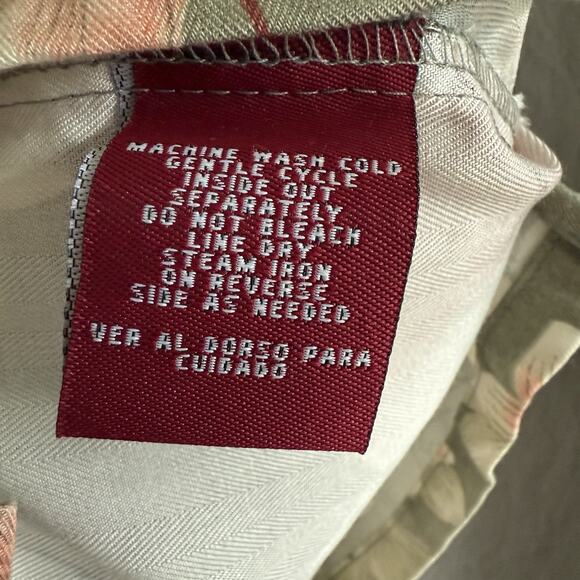 MACHINE WASH COLD
GENTLE CYCLE
INSIDE OUT
SEPARATELY
DO NOT BLEACH
LINE DRY
STEAM IRON
ON REVERSE
SIDE AS NEEDED
VER AL DORSO PARA
CUIDADO